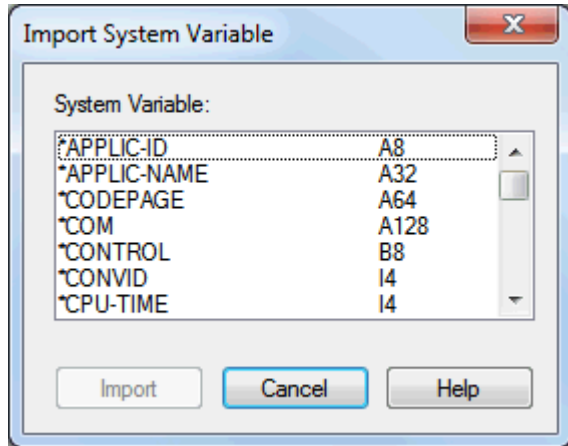 Import System Variable
System Variable:
*APPLIC-ID A8
*APPLIC-NAME A32
*CODEPAGE A64
*COM A128
*CONTROL B8
*CONVID I4
*CPU-TIME I4
Import Cancel Help